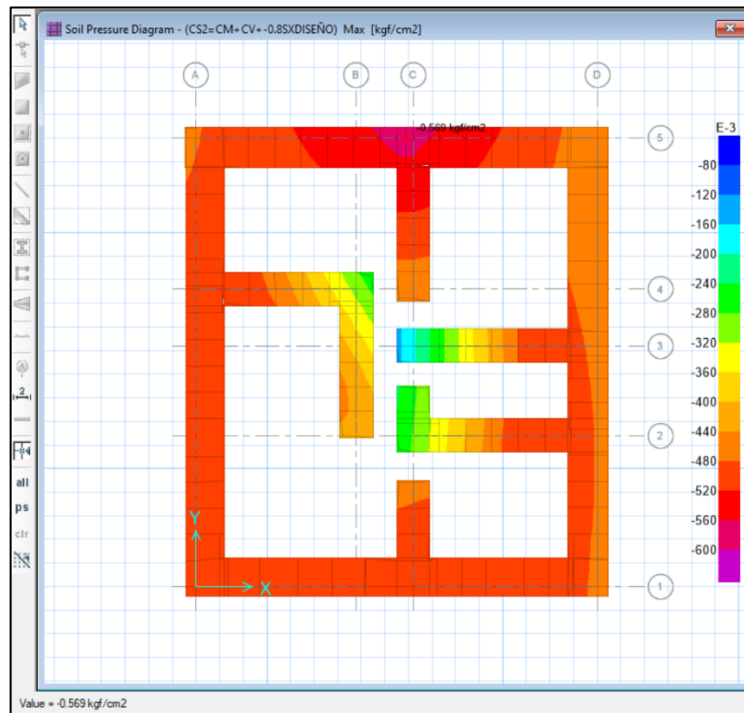 Soil Pressure Diagram - (CS2=CM+CV+-0.8SXDISEÑO) Max [kgf/cm2]
A
B
C
D
-0.569 kgf/cm2
5
4
3
2
1
E-3
-80
-120
-160
-200
-240
-280
-320
-360
-400
-440
-480
-520
-560
-600
Y
X
2
all
ps
clr
Value = -0.569 kgf/cm2